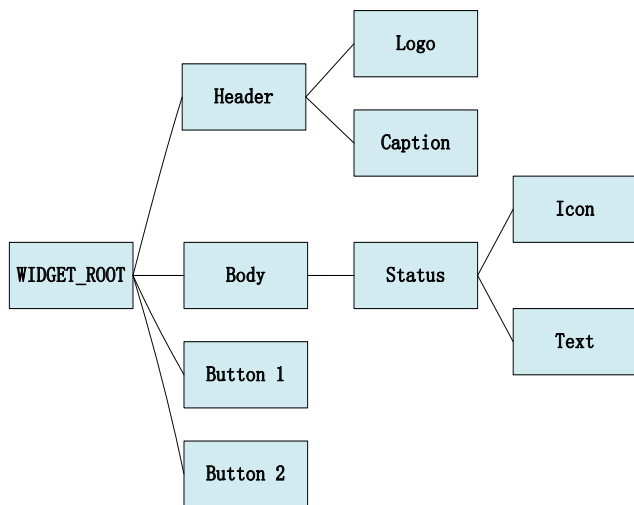 Logo
Header
Caption
Icon
WIDGET_ROOT
Body
Status
Text
Button 1
Button 2